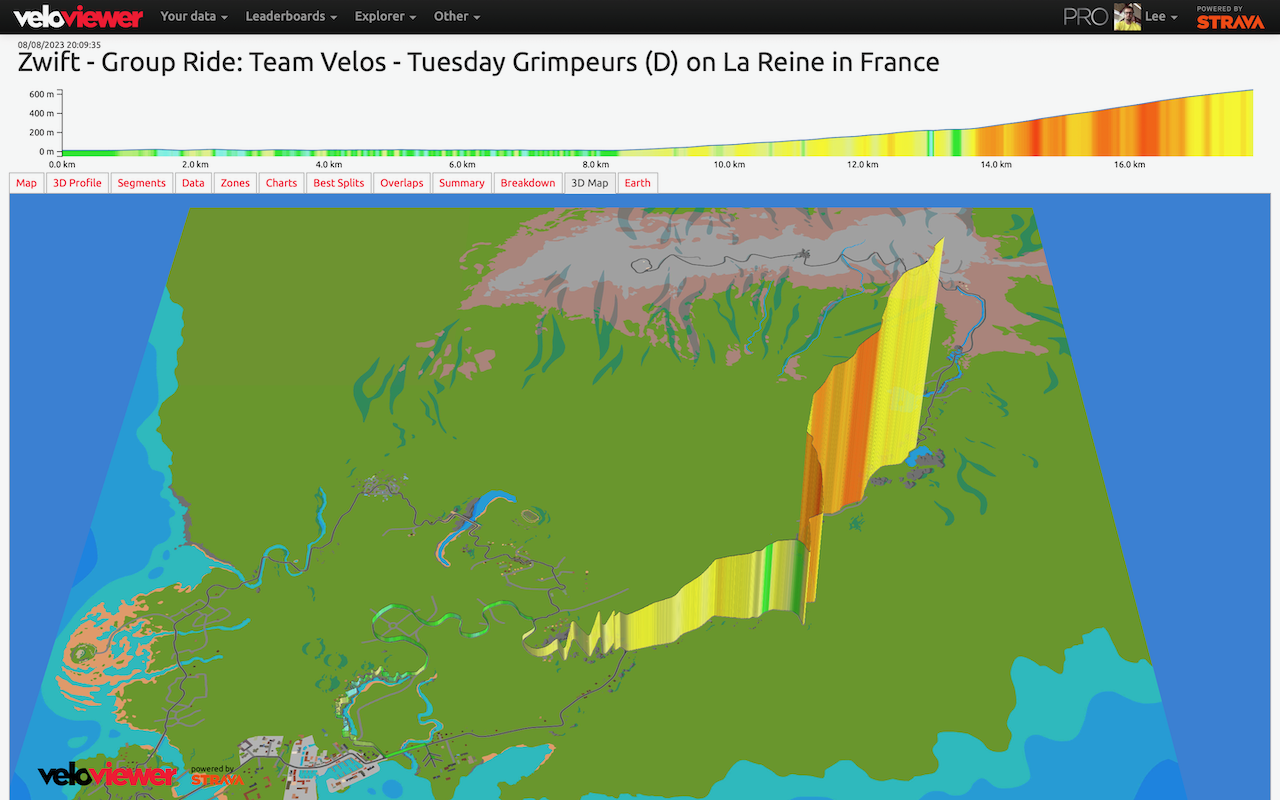 veloviewer Your data Leaderboards Explorer Other PRO Lee POWERED BY STRAVA
08/08/2023 20:09:35
Zwift - Group Ride: Team Velos - Tuesday Grimpeurs (D) on La Reine in France
600 m
400 m
200 m
0 m
0.0 km 2.0 km 4.0 km 6.0 km 8.0 km 10.0 km 12.0 km 14.0 km 16.0 km
Map 3D Profile Segments Data Zones Charts Best Splits Overlaps Summary Breakdown 3D Map Earth
veloviewer powered by STRAVA